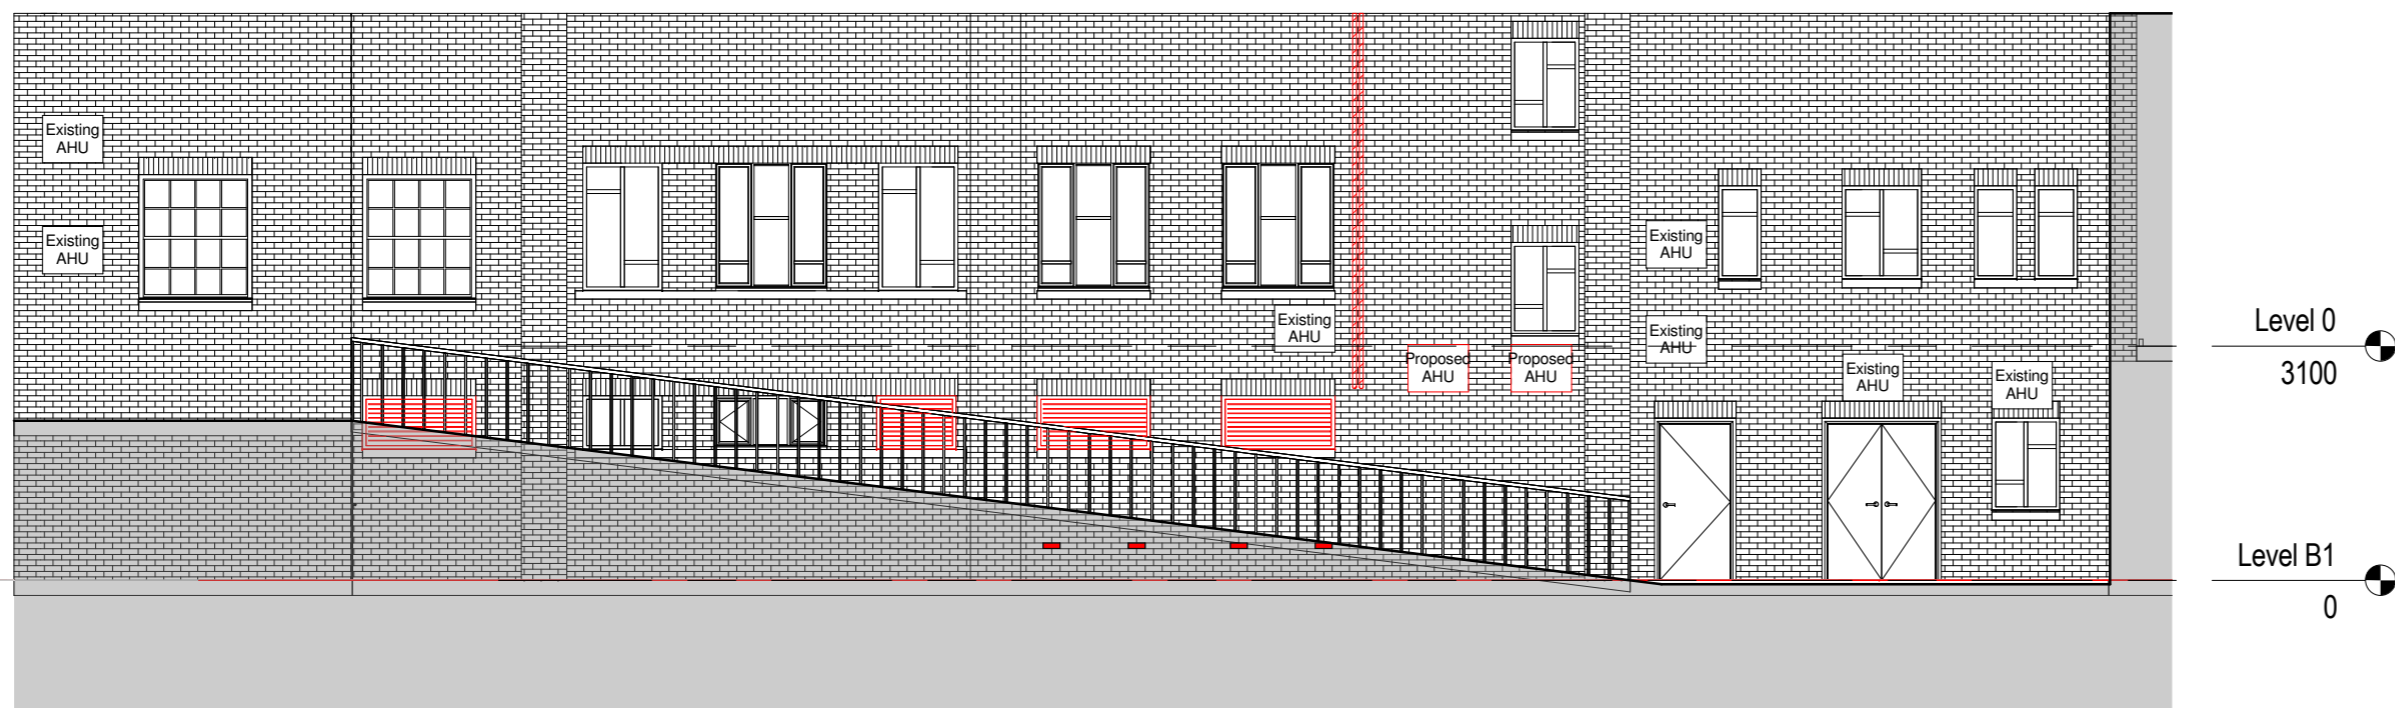 Existing
AHU
Existing
AHU
Existing
AHU
Proposed
AHU
Proposed
AHU
Existing
AHU
Existing
AHU
Existing
AHU
Existing
AHU
Level 0
3100
Level B1
0